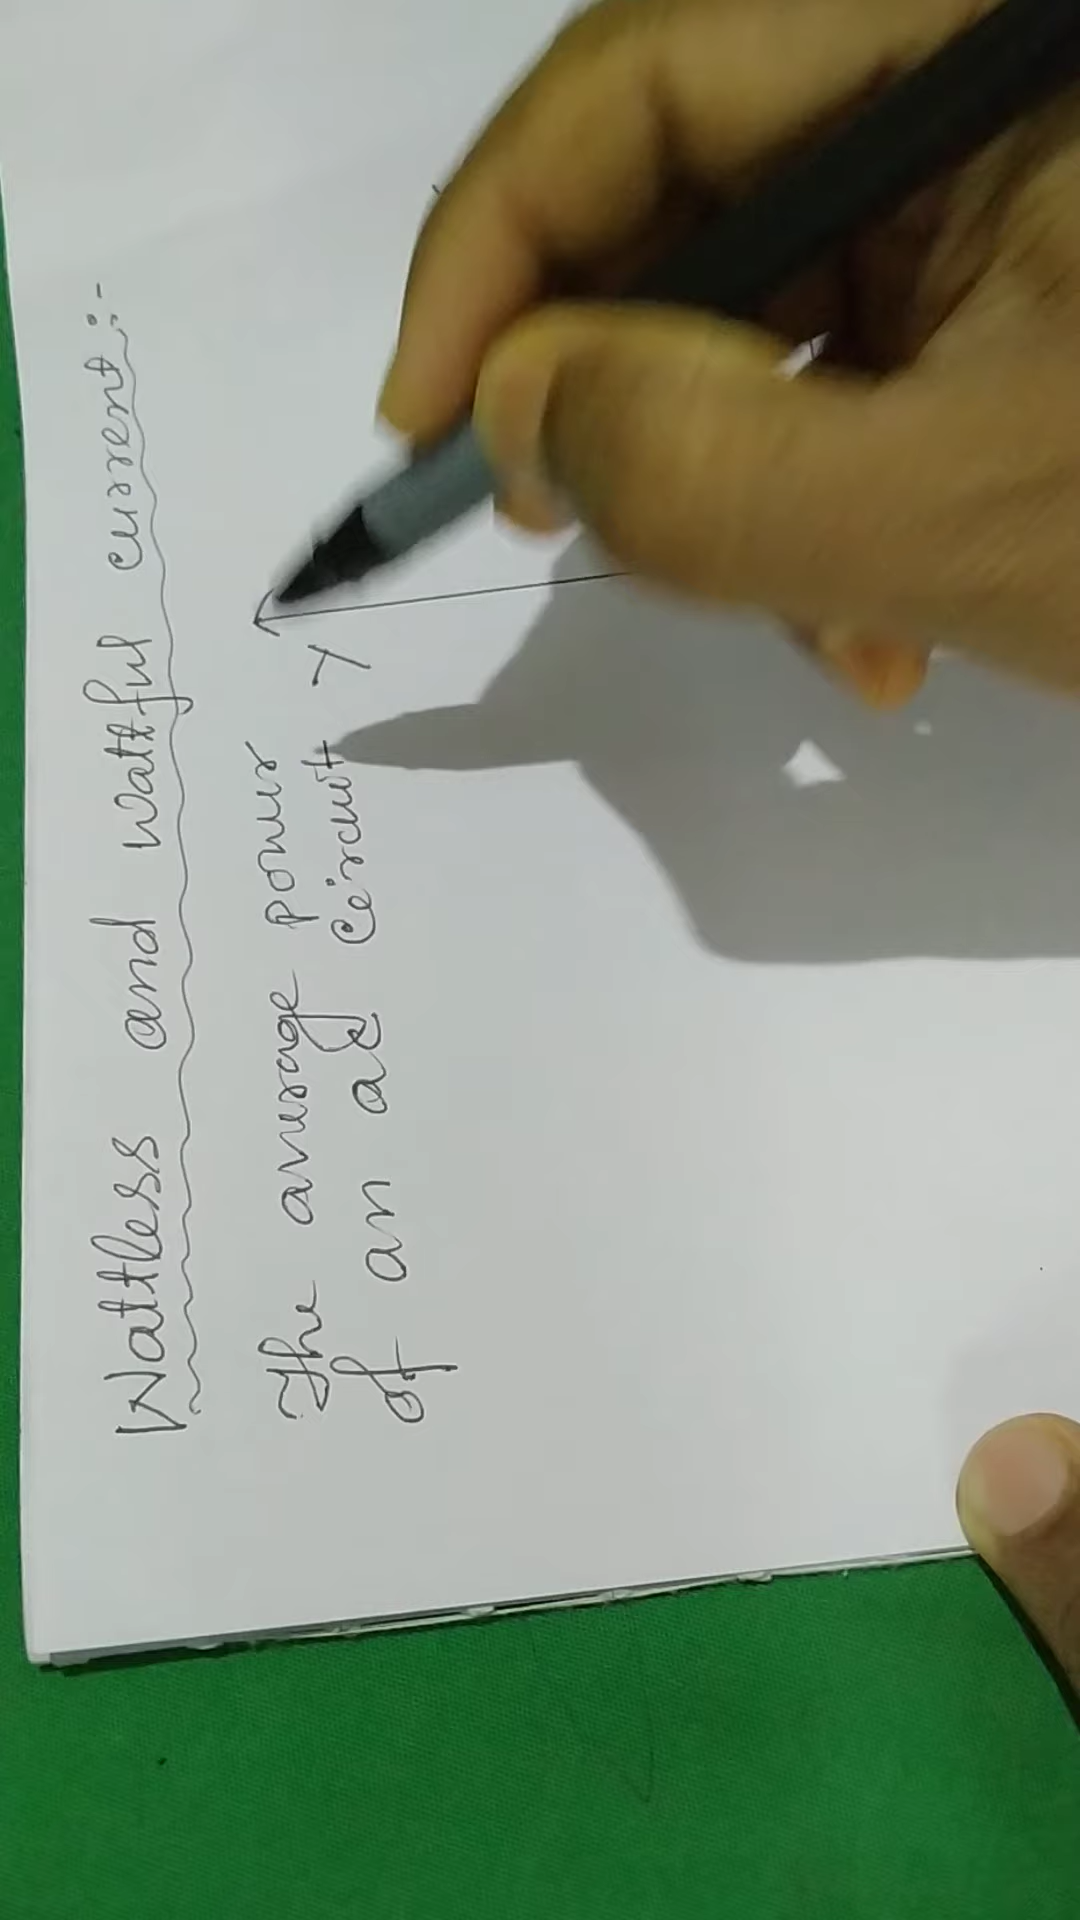 Wattless and wattful current:-
The average power
of an ac circuit
Y